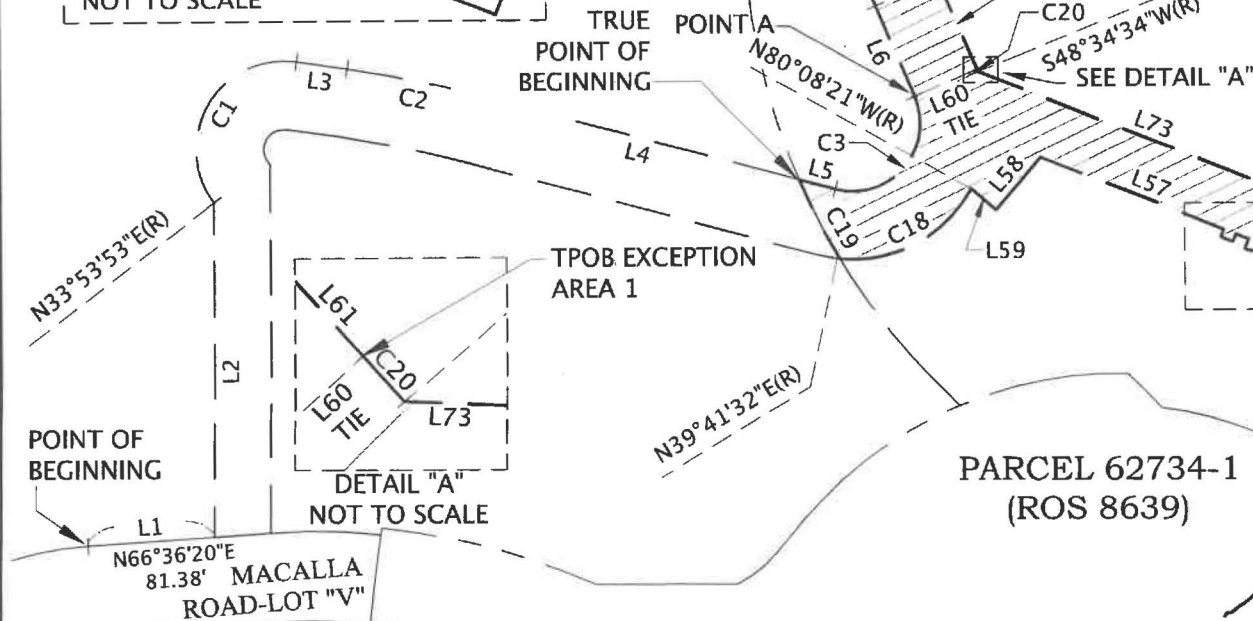 NOT TO SCALE
TRUE
POINT OF
BEGINNING
POINT A
C20
L6
N80°08'21"W(R)
S48°34'34"W(R)
SEE DETAIL "A"
L60
TIE
L73
L3
C2
C1
L4
C3
L5
L58
L57
C19
C18
L59
N33°53'53"E(R)
TPOB EXCEPTION
AREA 1
L61
C20
L60
TIE
L73
L2
N39°41'32"E(R)
POINT OF
BEGINNING
DETAIL "A"
NOT TO SCALE
PARCEL 62734-1
(ROS 8639)
L1
N66°36'20"E
81.38'
MACALLA
ROAD-LOT "V"